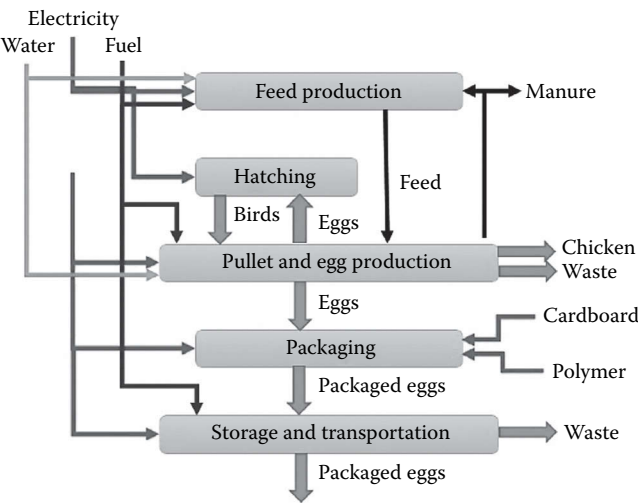 Electricity
Water
Fuel
Feed production
Manure
Hatching
Feed
Birds
Eggs
Pullet and egg production
Chicken
Waste
Eggs
Cardboard
Packaging
Polymer
Packaged eggs
Storage and transportation
Waste
Packaged eggs